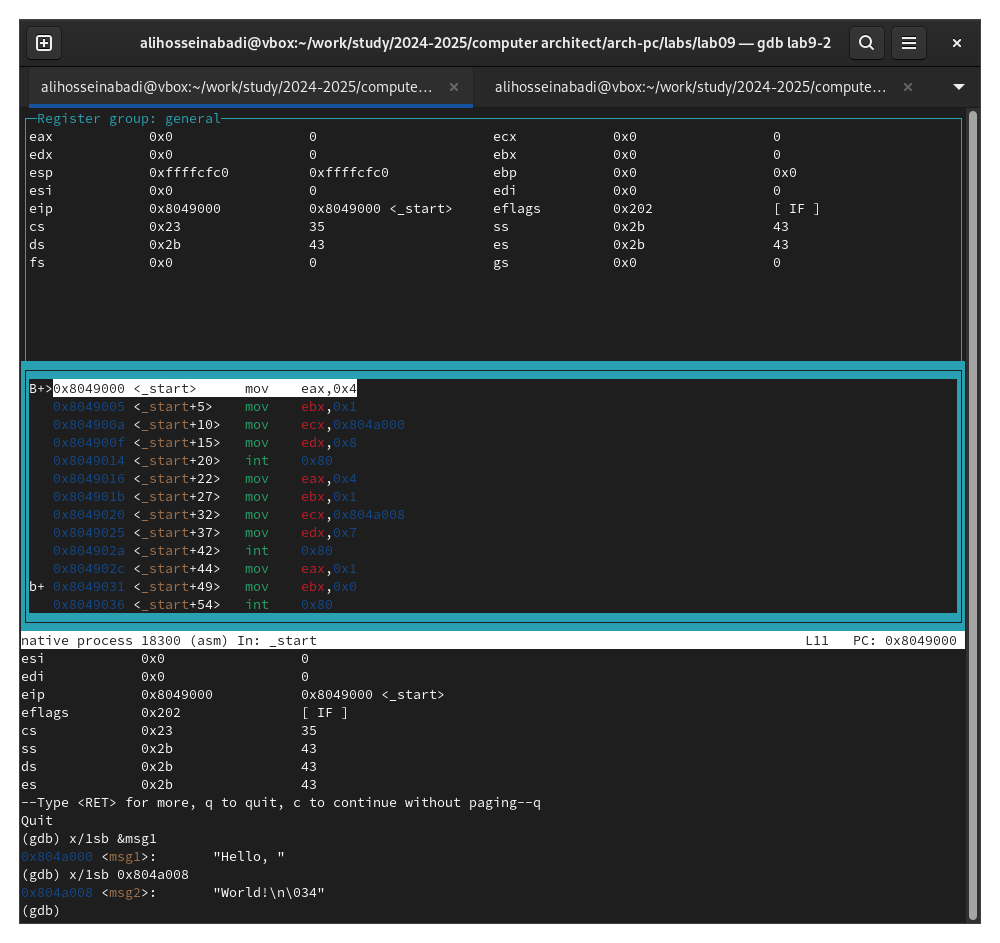 alihosseinabadi@vbox:~/work/study/2024-2025/computer architect/arch-pc/labs/lab09 — gdb lab9-2
alihosseinabadi@vbox:~/work/study/2024-2025/compute... × alihosseinabadi@vbox:~/work/study/2024-2025/compute... ×
Register group: general
eax 0x0 0 ecx 0x0 0
edx 0x0 0 ebx 0x0 0
esp 0xffffcfc0 0xffffcfc0 ebp 0x0 0x0
esi 0x0 0 edi 0x0 0
eip 0x8049000 0x8049000 <_start> eflags 0x202 [ IF ]
cs 0x23 35 ss 0x2b 43
ds 0x2b 43 es 0x2b 43
fs 0x0 0 gs 0x0 0
B+>0x8049000 <_start> mov eax,0x4
0x8049005 <_start+5> mov ebx,0x1
0x804900a <_start+10> mov ecx,0x804a000
0x804900f <_start+15> mov edx,0x8
0x8049014 <_start+20> int 0x80
0x8049016 <_start+22> mov eax,0x4
0x804901b <_start+27> mov ebx,0x1
0x8049020 <_start+32> mov ecx,0x804a008
0x8049025 <_start+37> mov edx,0x7
0x804902a <_start+42> int 0x80
0x804902c <_start+44> mov eax,0x1
b+ 0x8049031 <_start+49> mov ebx,0x0
0x8049036 <_start+54> int 0x80
native process 18300 (asm) In: _start L11 PC: 0x8049000
esi 0x0 0
edi 0x0 0
eip 0x8049000 0x8049000 <_start>
eflags 0x202 [ IF ]
cs 0x23 35
ss 0x2b 43
ds 0x2b 43
es 0x2b 43
--Type <RET> for more, q to quit, c to continue without paging--q
Quit
(gdb) x/1sb &msg1
0x804a000 <msg1>: "Hello, "
(gdb) x/1sb 0x804a008
0x804a008 <msg2>: "World!\n\034"
(gdb)